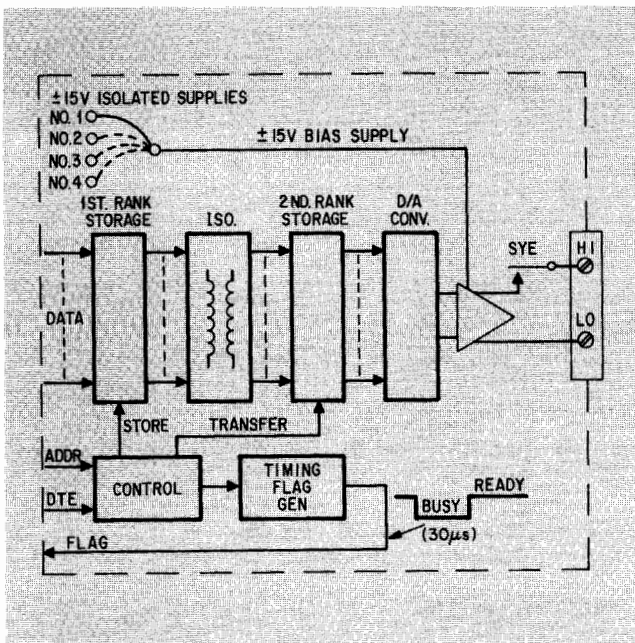 ±15V ISOLATED SUPPLIES
NO. 1
NO. 2
NO. 3
NO. 4
±15V BIAS SUPPLY
1ST. RANK
STORAGE
ISO.
2ND. RANK
STORAGE
D/A
CONV.
SYE
HI
LO
DATA
STORE
TRANSFER
ADDR
DTE
CONTROL
TIMING
FLAG
GEN
READY
BUSY
(30µs)
FLAG